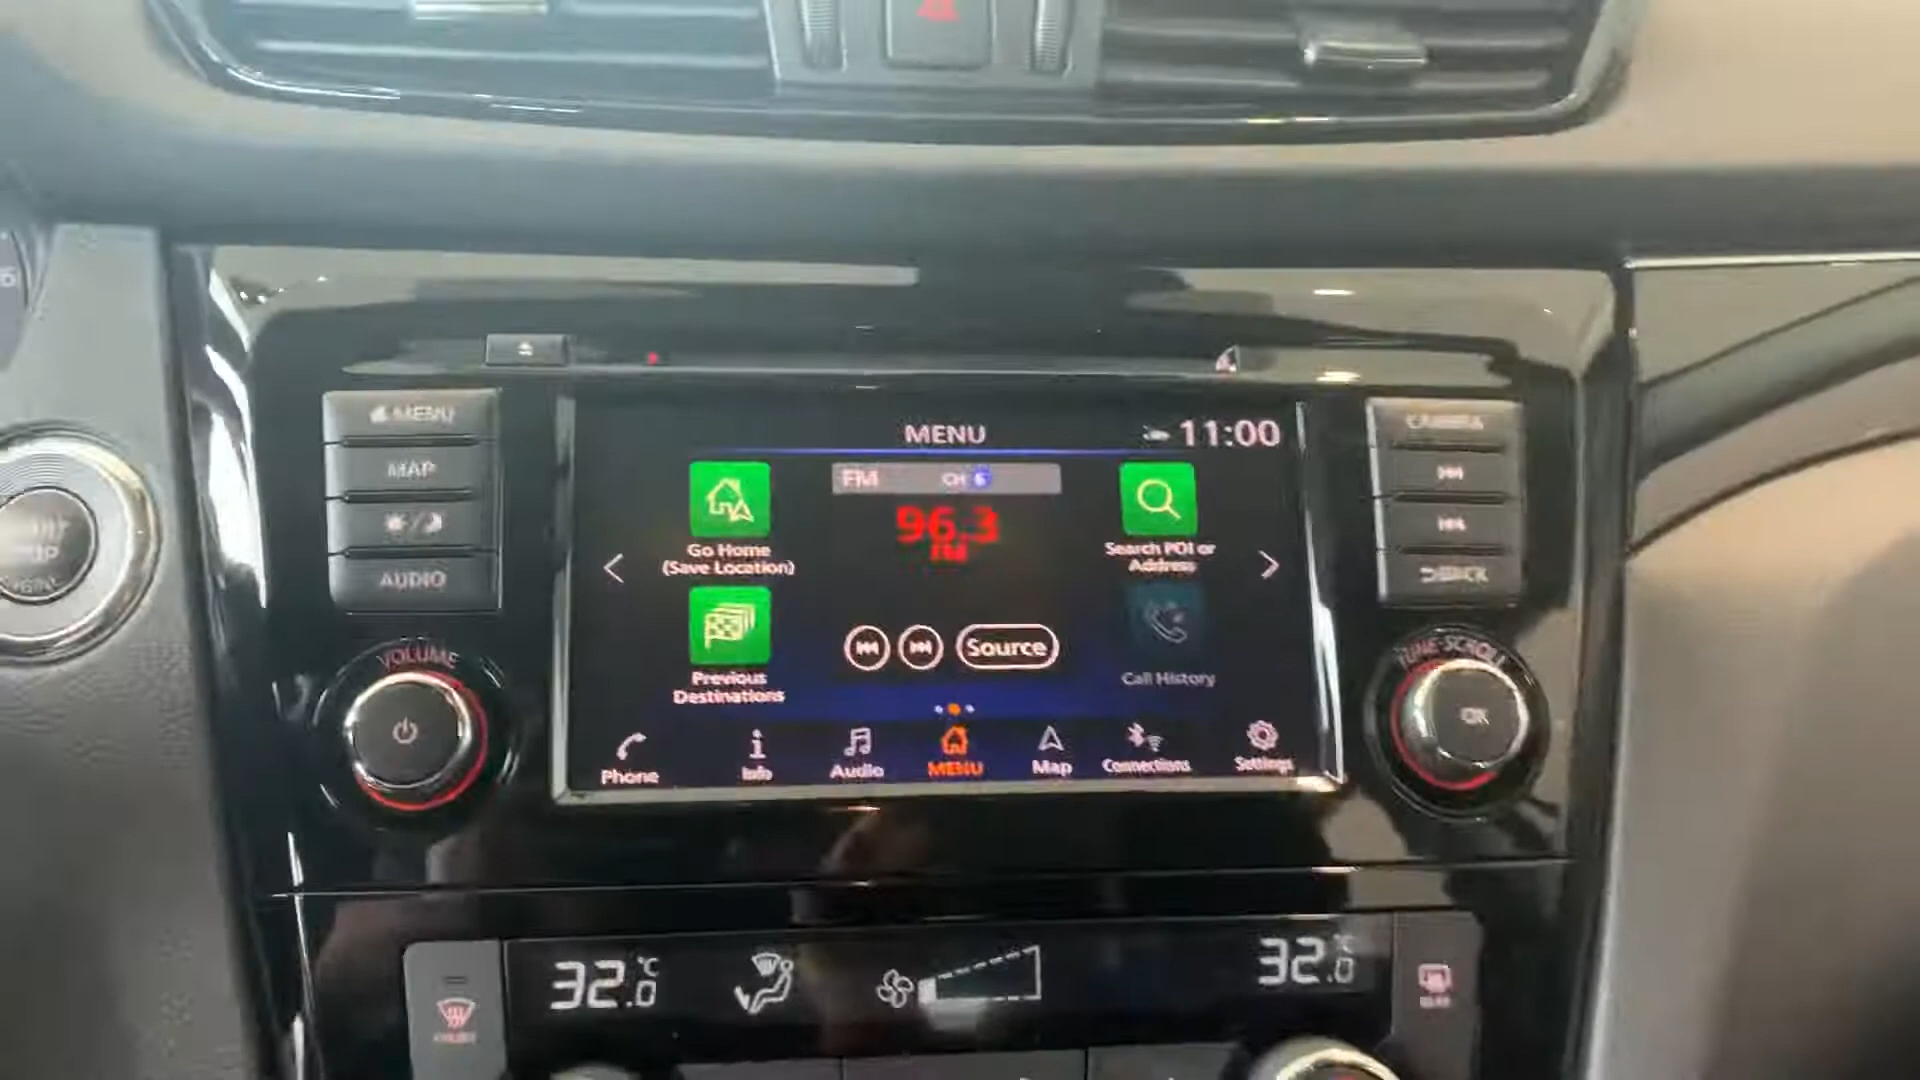 MENU
MAP
AUDIO
VOLUME
MENU
11:00
FM CH 6
96.3
FM
Go Home
(Save Location)
Search POI or
Address
Previous
Destinations
Source
Call History
Phone
Info
Audio
MENU
Map
Connections
Settings
CAMERA
BACK
TUNE·SCROLL
OK
32.0 °C
32.0 °C